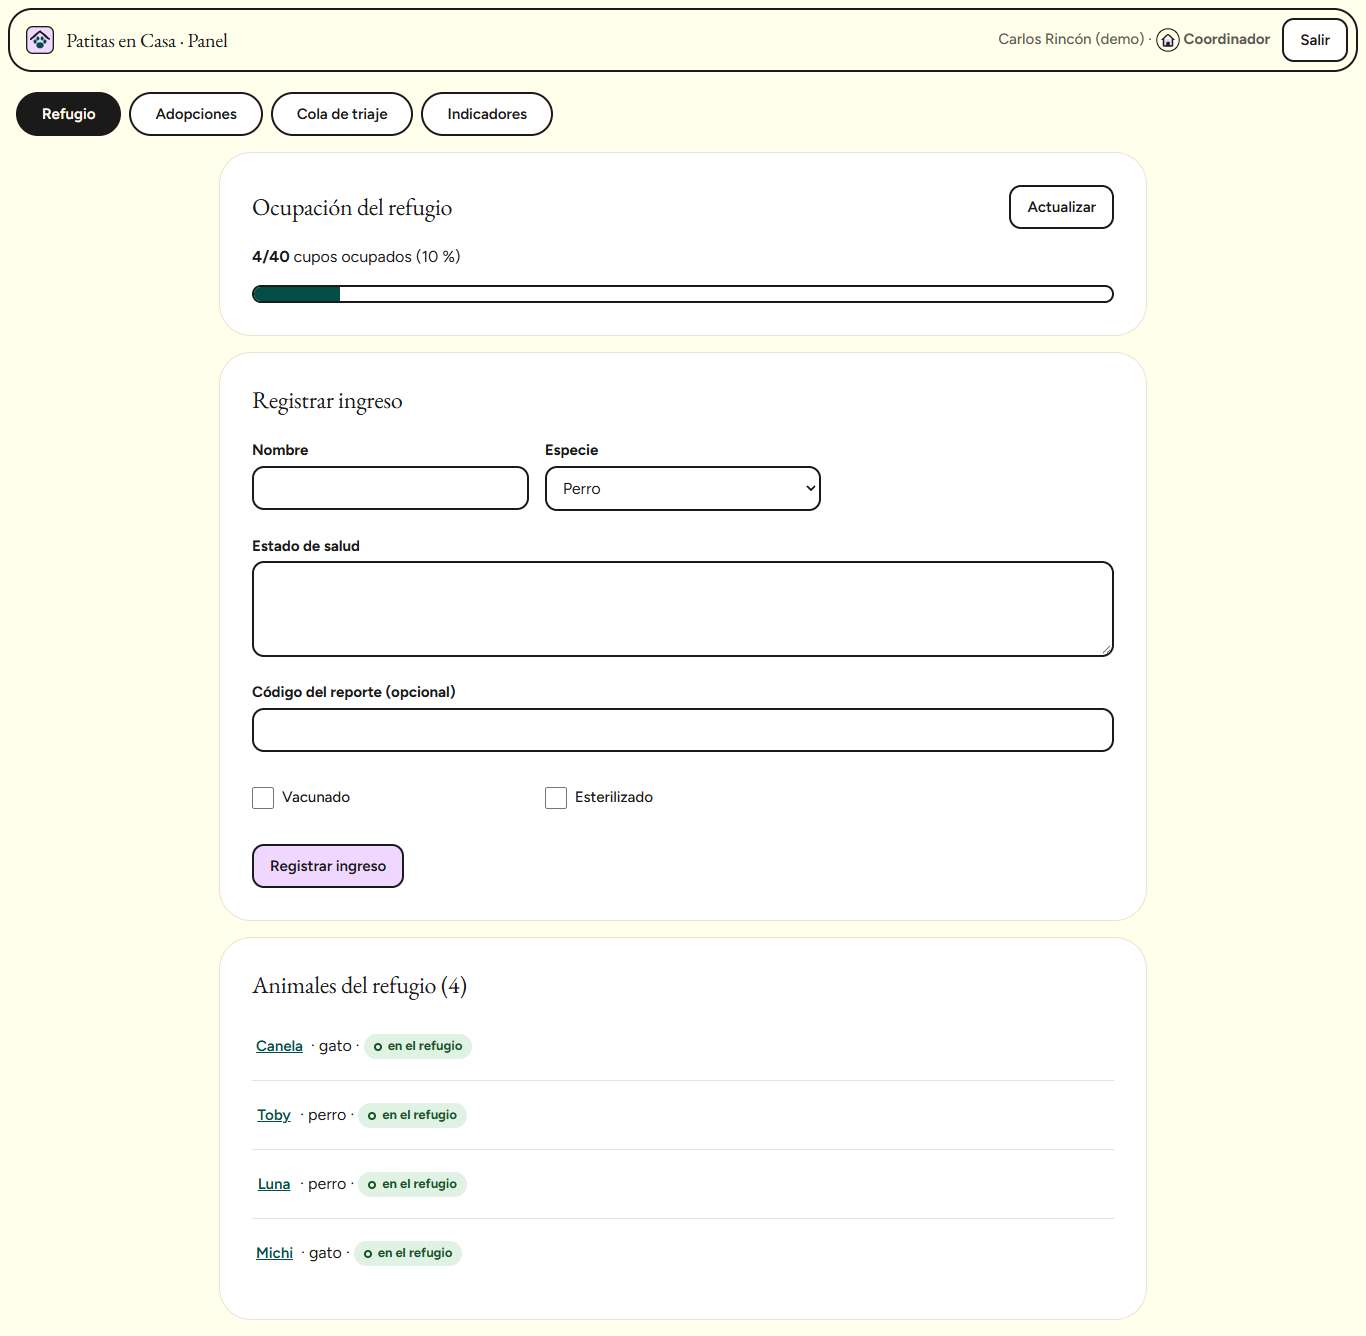 Patitas en Casa · Panel
Carlos Rincón (demo) · Coordinador
Salir
Refugio
Adopciones
Cola de triaje
Indicadores
Ocupación del refugio
Actualizar
4/40 cupos ocupados (10 %)
Registrar ingreso
Nombre
Especie
Perro
Estado de salud
Código del reporte (opcional)
Vacunado
Esterilizado
Registrar ingreso
Animales del refugio (4)
Canela · gato · en el refugio
Toby · perro · en el refugio
Luna · perro · en el refugio
Michi · gato · en el refugio